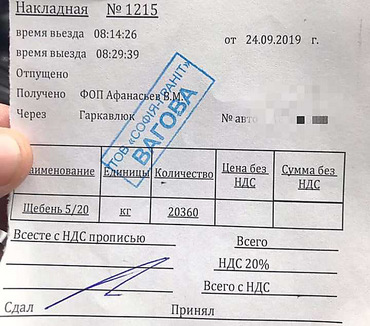 Накладная № 1215
время вьезда 08:14:26
время выезда 08:29:39
от 24.09.2019 г.
Отпущено
Получено ФОП Афанасьев В.М.
Через Гаркавлюк
№ авто
ТОВ «СОФІЯ-ГРАНІТ»
ВАГОВА
аименование Единицы Количество Цена без НДС Сумма без НДС
Щебень 5/20 кг 20360
Всесте с НДС прописью
Всего
НДС 20%
Всего с НДС
Сдал Принял